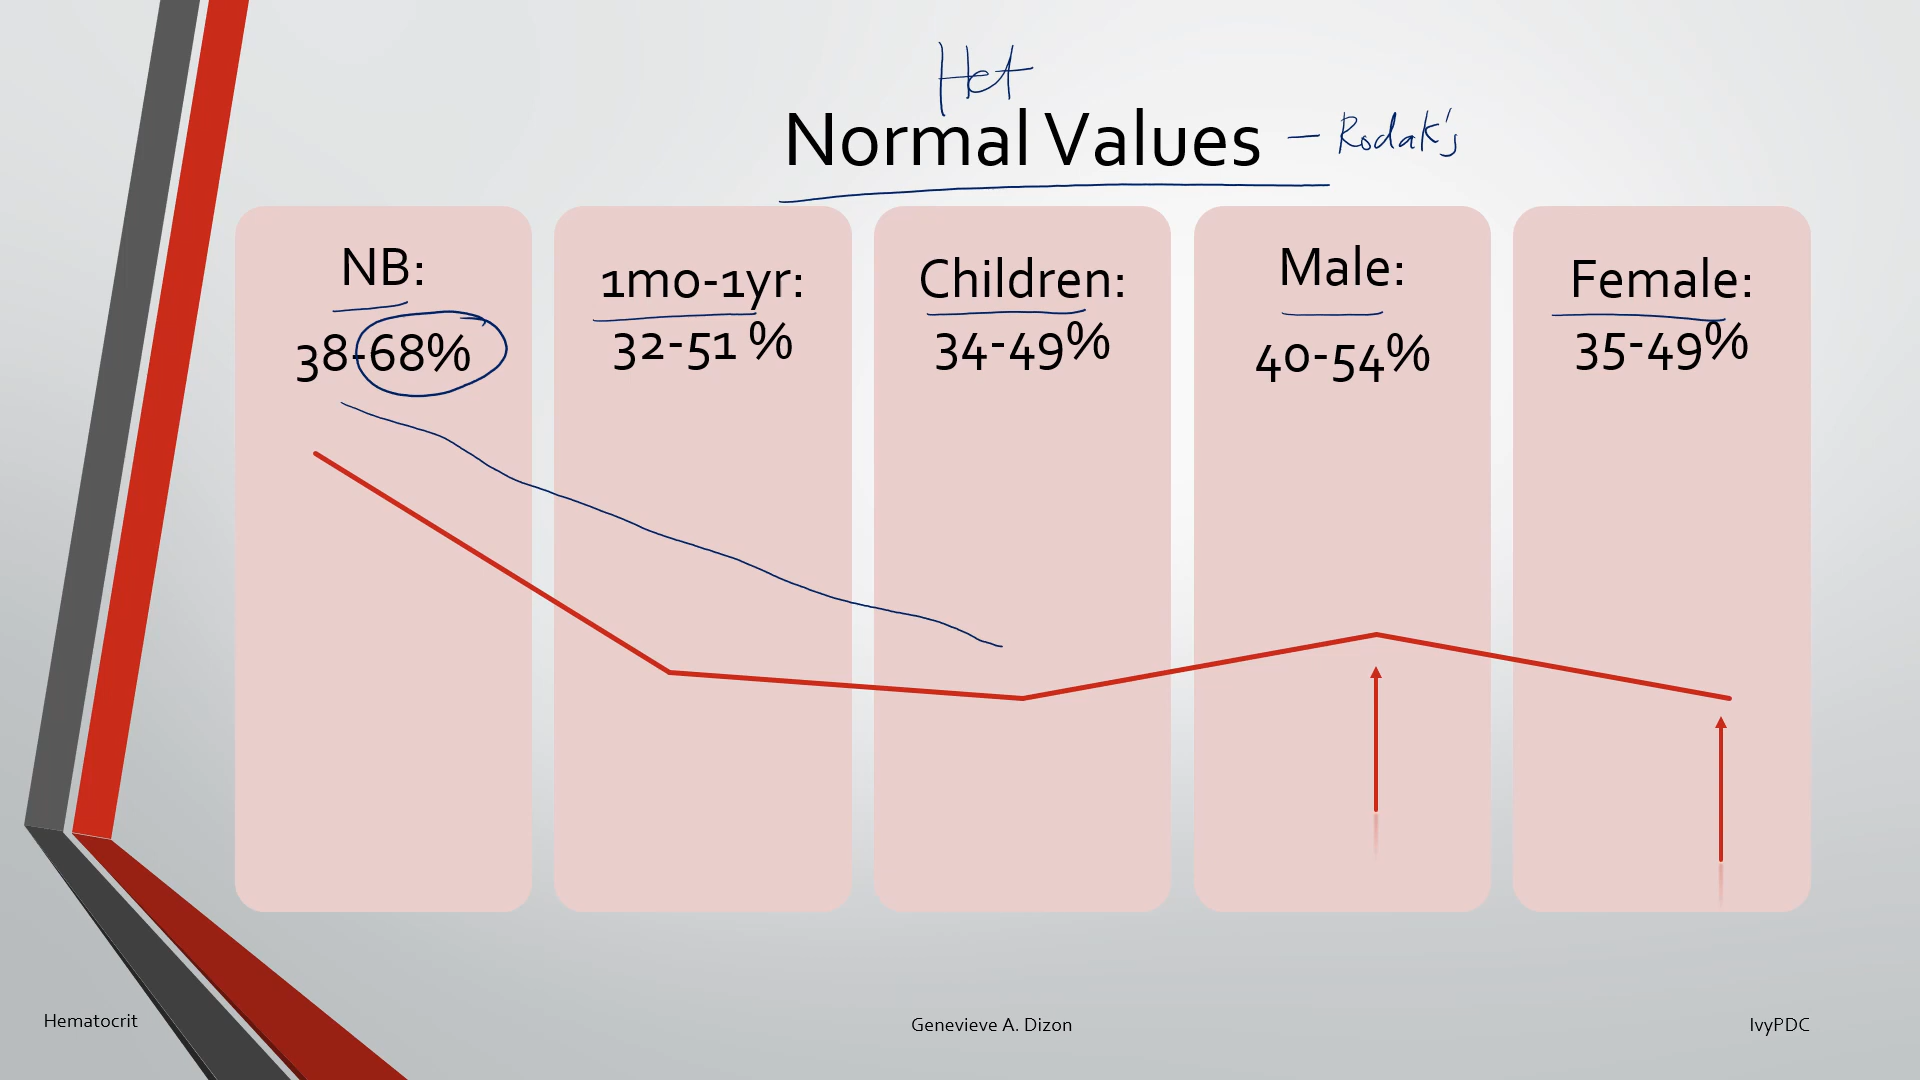 Hct
Normal Values - Rodak's
NB:
38-68%
1mo-1yr:
32-51 %
Children:
34-49%
Male:
40-54%
Female:
35-49%
Hematocrit
Genevieve A. Dizon
IvyPDC